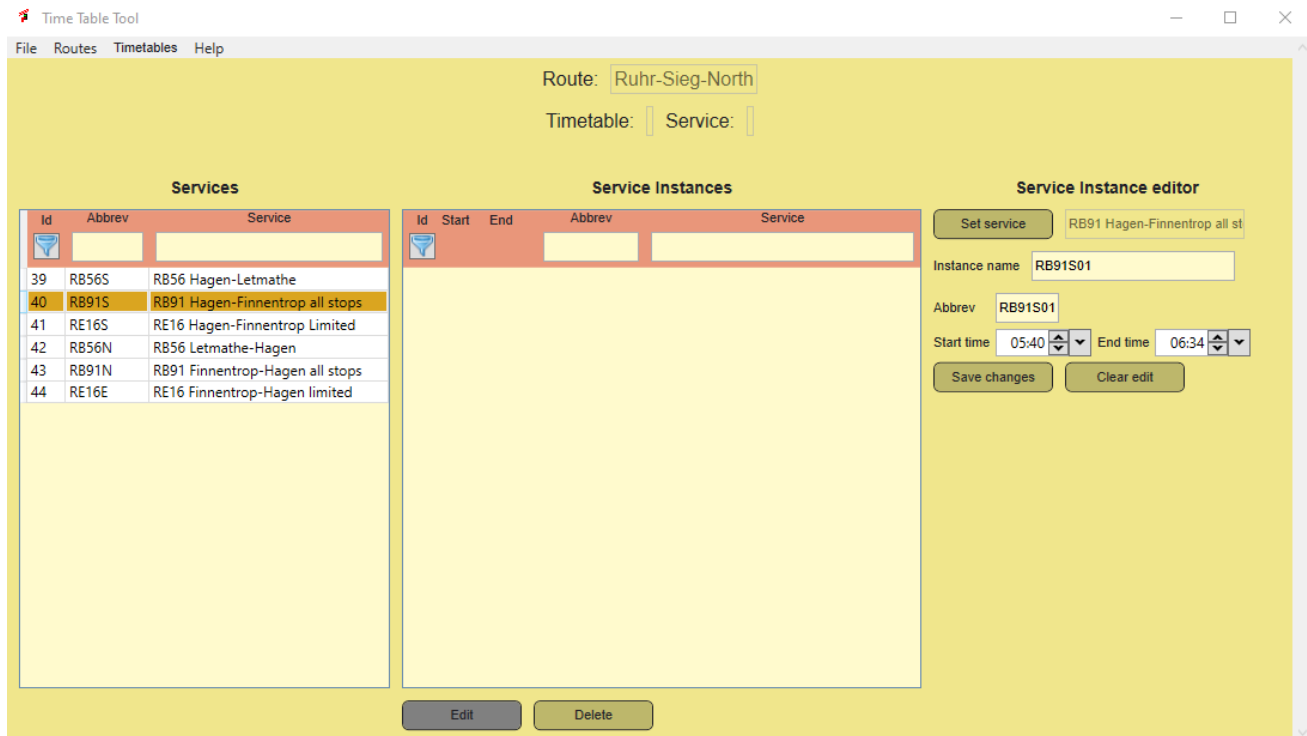 Time Table Tool
File Routes Timetables Help
Route: Ruhr-Sieg-North
Timetable: Service:
Services
Id Abbrev Service
39 RB56S RB56 Hagen-Letmathe
40 RB91S RB91 Hagen-Finnentrop all stops
41 RE16S RE16 Hagen-Finnentrop Limited
42 RB56N RB56 Letmathe-Hagen
43 RB91N RB91 Finnentrop-Hagen all stops
44 RE16E RE16 Finnentrop-Hagen limited
Service Instances
Id Start End Abbrev Service
Edit Delete
Service Instance editor
Set service RB91 Hagen-Finnentrop all st
Instance name RB91S01
Abbrev RB91S01
Start time 05:40 End time 06:34
Save changes Clear edit